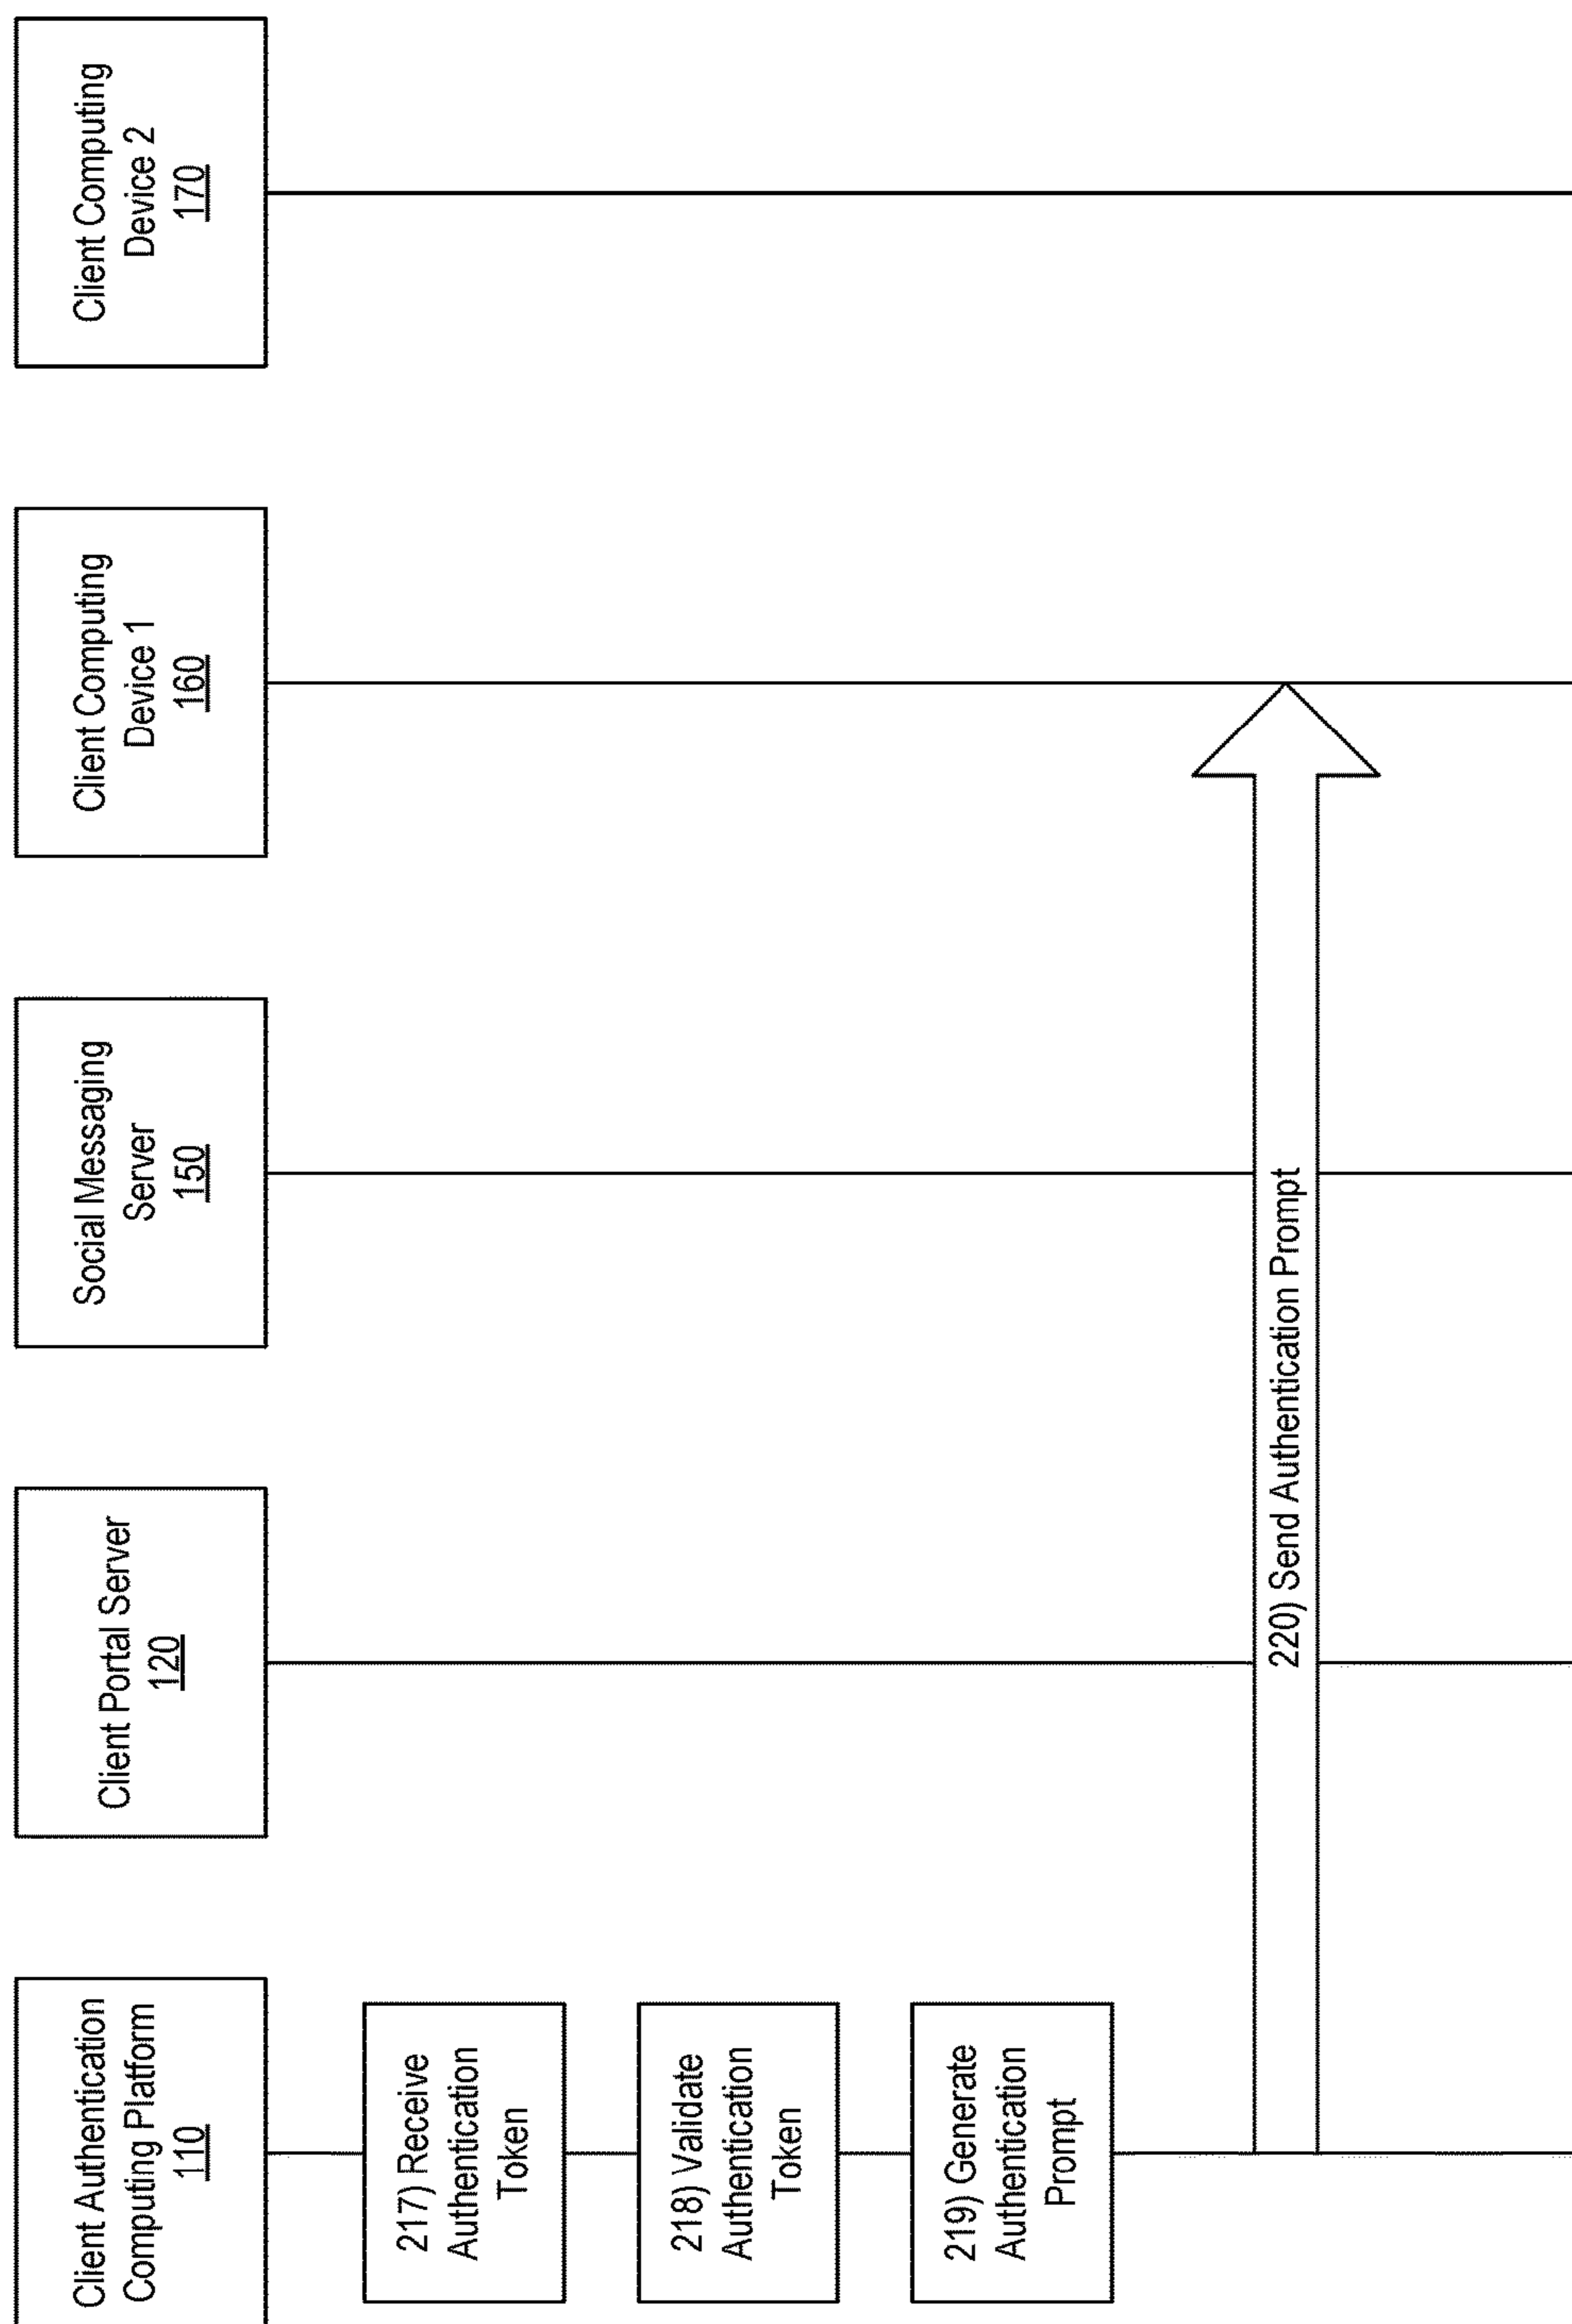 Client Authentication
Computing Platform
110
Client Portal Server
120
Social Messaging
Server
150
Client Computing
Device 1
160
Client Computing
Device 2
170
217) Receive
Authentication
Token
218) Validate
Authentication
Token
219) Generate
Authentication
Prompt
220) Send Authentication Prompt